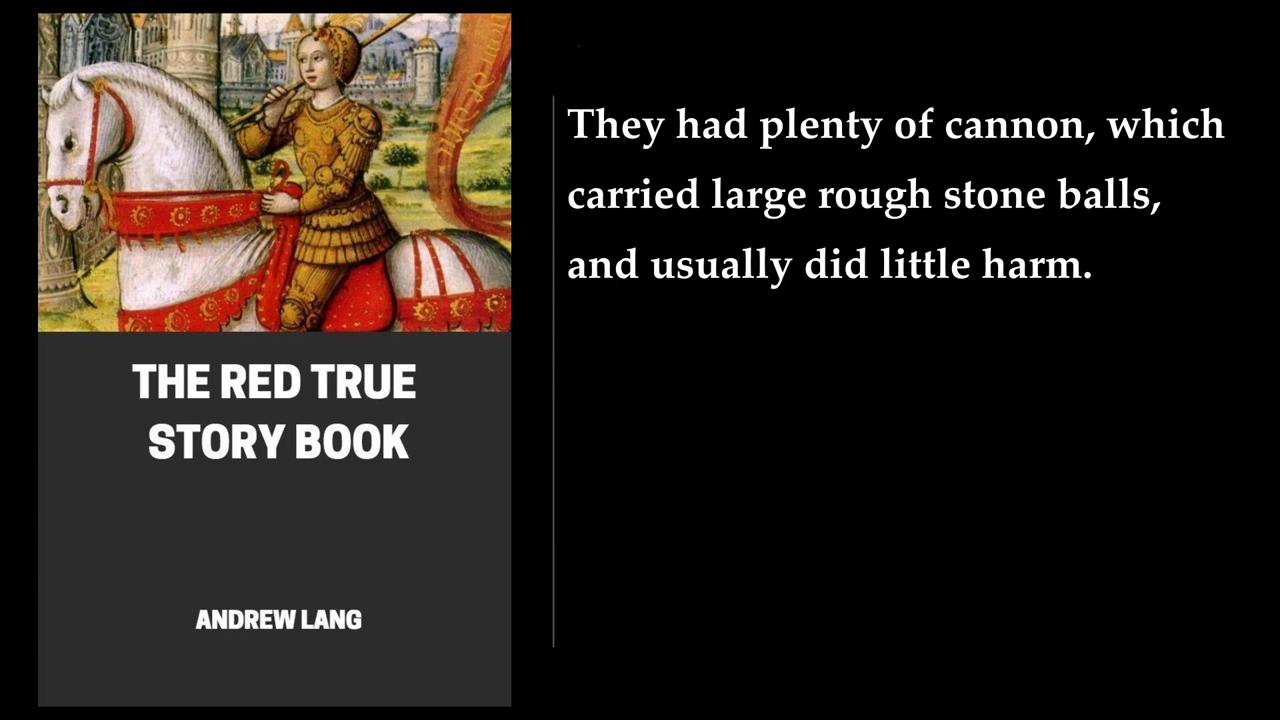 THE RED TRUE
STORY BOOK
ANDREW LANG
They had plenty of cannon, which
carried large rough stone balls,
and usually did little harm.